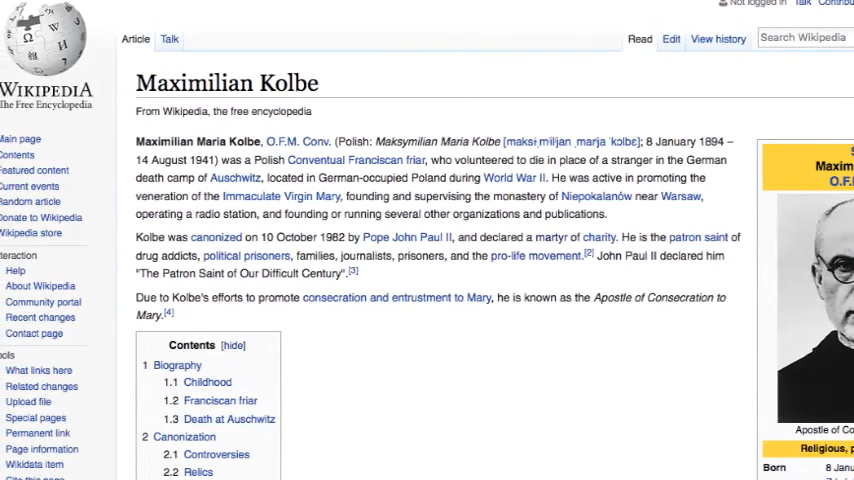 Not logged in Talk
WIKIPEDIA
The Free Encyclopedia
Article Talk Read Edit View history Search Wikipedia
Maximilian Kolbe
From Wikipedia, the free encyclopedia
Main page
Contents
Featured content
Current events
Random article
Donate to Wikipedia
Wikipedia store
Interaction
Help
About Wikipedia
Community portal
Recent changes
Contact page
Tools
What links here
Related changes
Upload file
Special pages
Permanent link
Page information
Wikidata item
Cite this page
Maximilian Maria Kolbe, O.F.M. Conv. (Polish: Maksymilian Maria Kolbe [maksɨˌmiljan ˌmarja ˈkɔlbɛ]; 8 January 1894 –
14 August 1941) was a Polish Conventual Franciscan friar, who volunteered to die in place of a stranger in the German
death camp of Auschwitz, located in German-occupied Poland during World War II. He was active in promoting the
veneration of the Immaculate Virgin Mary, founding and supervising the monastery of Niepokalanów near Warsaw,
operating a radio station, and founding or running several other organizations and publications.
Kolbe was canonized on 10 October 1982 by Pope John Paul II, and declared a martyr of charity. He is the patron saint of
drug addicts, political prisoners, families, journalists, prisoners, and the pro-life movement.[2] John Paul II declared him
"The Patron Saint of Our Difficult Century".[3]
Due to Kolbe's efforts to promote consecration and entrustment to Mary, he is known as the Apostle of Consecration to
Mary.[4]
Contents [hide]
1 Biography
1.1 Childhood
1.2 Franciscan friar
1.3 Death at Auschwitz
2 Canonization
2.1 Controversies
2.2 Relics
Maxim
O.F.
Apostle of Co
Religious, p
Born 8 Janu